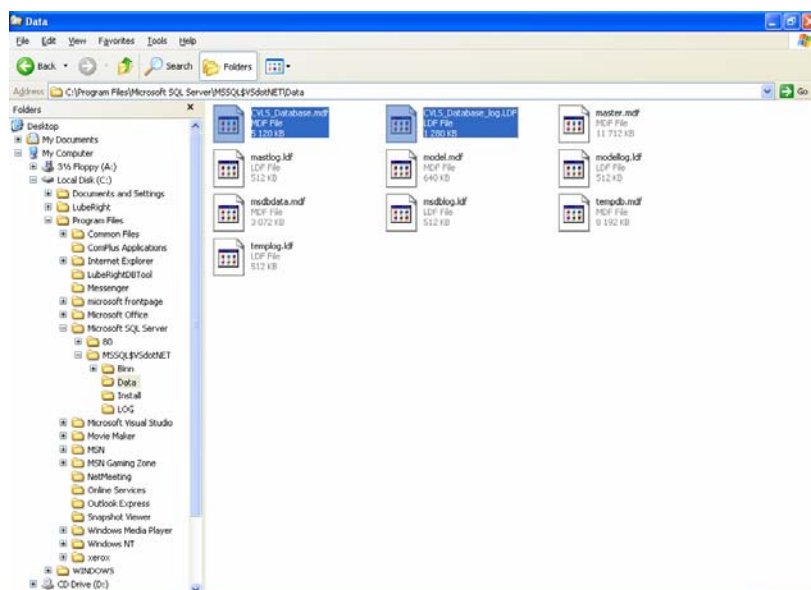 Data
File Edit View Favorites Tools Help
Back Search Folders
Address C:\Program Files\Microsoft SQL Server\MSSQL$VSdotNET\Data Go
Folders x
Desktop
My Documents
My Computer
3½ Floppy (A:)
Local Disk (C:)
Documents and Settings
LubeRight
Program Files
Common Files
ComPlus Applications
Internet Explorer
LubeRightDBTool
Messenger
microsoft frontpage
Microsoft Office
Microsoft SQL Server
80
MSSQL$VSdotNET
Binn
Data
Install
LOG
Microsoft Visual Studio
Movie Maker
MSN
MSN Gaming Zone
NetMeeting
Online Services
Outlook Express
Snapshot Viewer
Windows Media Player
Windows NT
xerox
WINDOWS
CD Drive (D:)
CVLS_Database.mdf
MDF File
5 120 KB
CVLS_Database_log.LDF
LDF File
1 280 KB
master.mdf
MDF File
11 712 KB
mastlog.ldf
LDF File
512 KB
model.mdf
MDF File
640 KB
modellog.ldf
LDF File
512 KB
msdbdata.mdf
MDF File
3 072 KB
msdblog.ldf
LDF File
512 KB
tempdb.mdf
MDF File
8 192 KB
templog.ldf
LDF File
512 KB